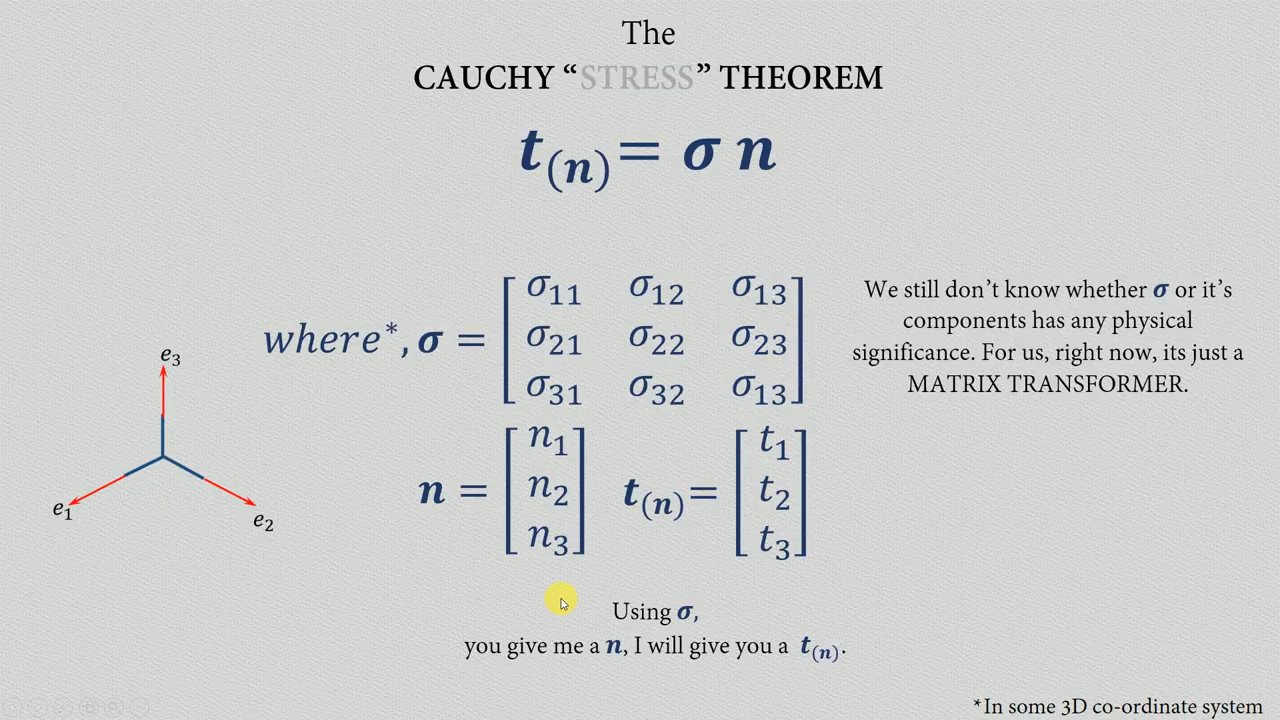 The
CAUCHY “STRESS” THEOREM
t(n)= σ n
where*, σ = [σ11 σ12 σ13
σ21 σ22 σ23
σ31 σ32 σ13]
We still don’t know whether σ or it’s
components has any physical
significance. For us, right now, its just a
MATRIX TRANSFORMER.
e3
e1
e2
n = [n1
n2
n3]
t(n)= [t1
t2
t3]
Using σ,
you give me a n, I will give you a t(n).
*In some 3D co-ordinate system